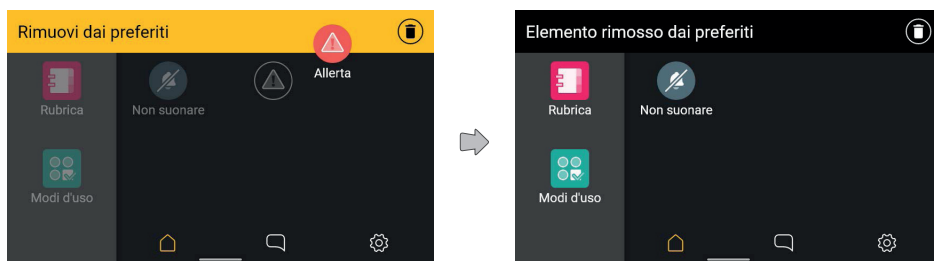 Rimuovi dai preferiti
Allerta
Rubrica
Non suonare
Modi d'uso
Elemento rimosso dai preferiti
Rubrica
Non suonare
Modi d'uso